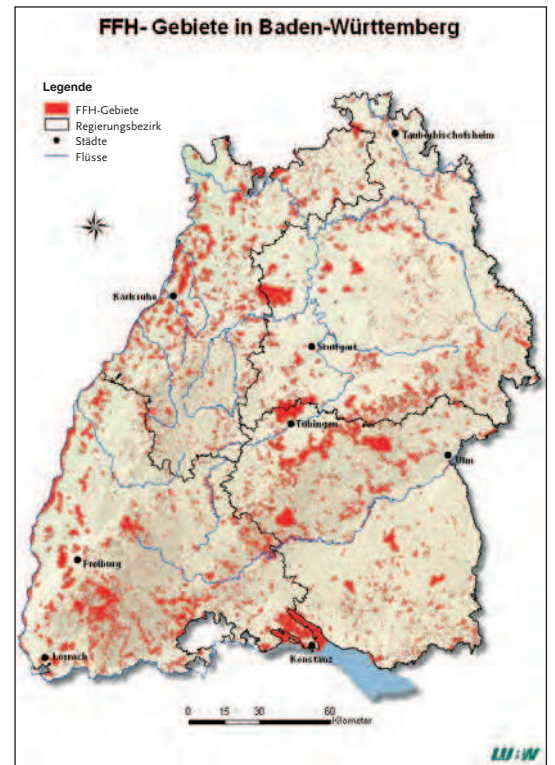 FFH- Gebiete in Baden-Württemberg
Legende
FFH-Gebiete
Regierungsbezirk
Städte
Flüsse
Tauberbischofsheim
Karlsruhe
Stuttgart
Tübingen
Ulm
Freiburg
Lörrach
Konstanz
0 15 30 60
Kilometer
LUBW